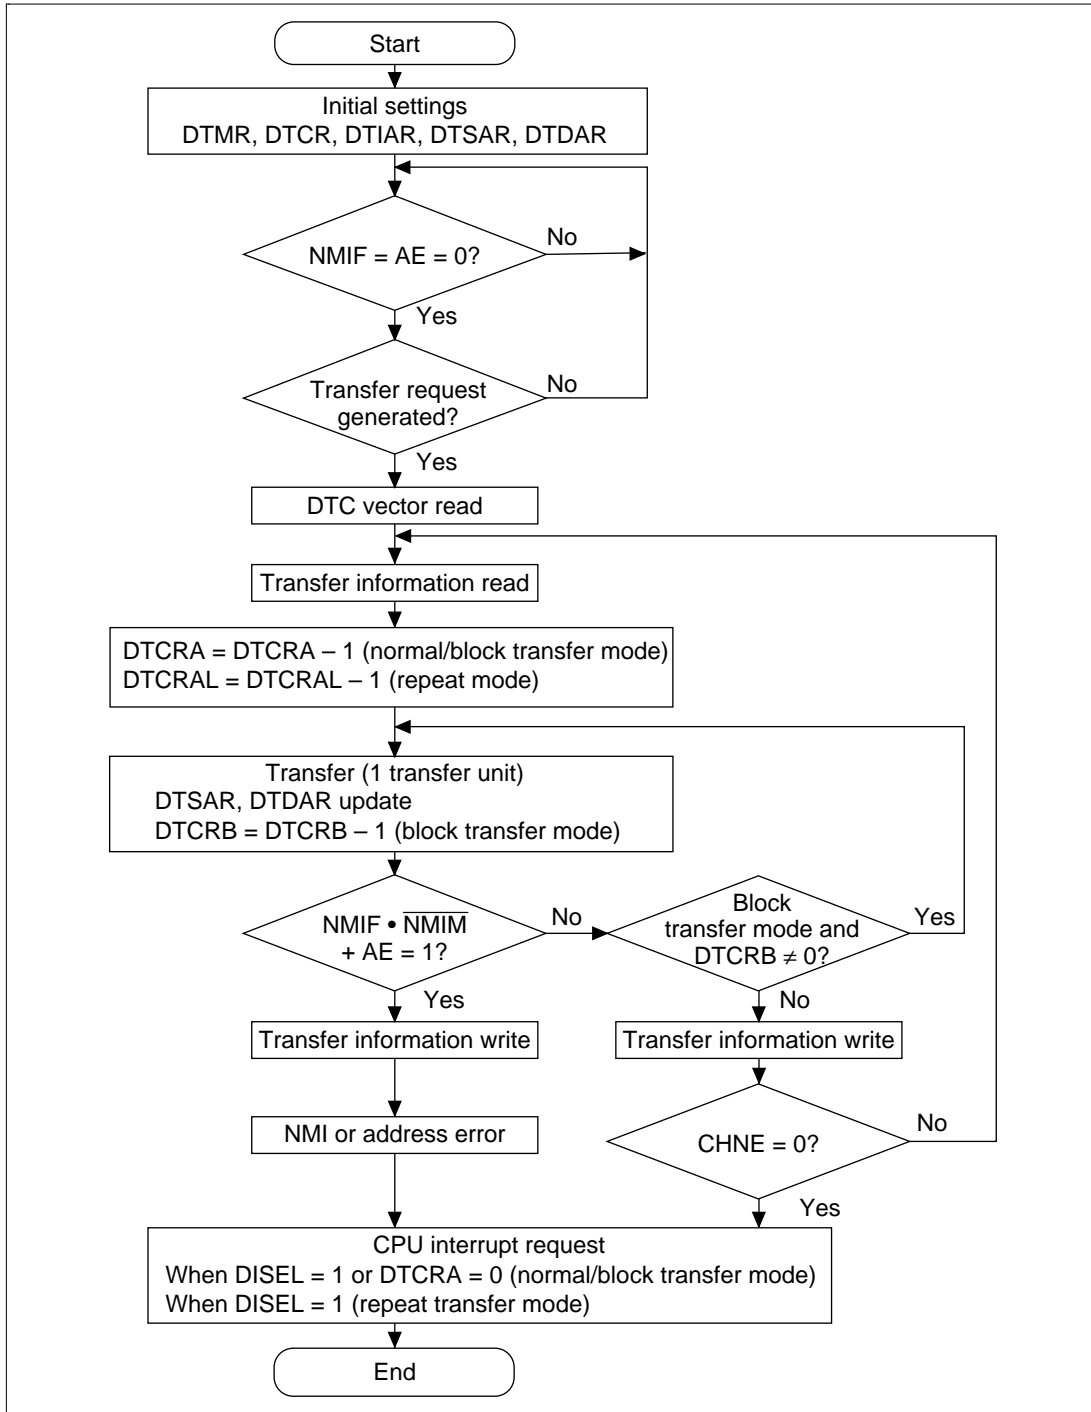 Start
Initial settings
DTMR, DTCR, DTIAR, DTSAR, DTDAR
NMIF = AE = 0?
No
Yes
Transfer request
generated?
No
Yes
DTC vector read
Transfer information read
DTCRA = DTCRA – 1 (normal/block transfer mode)
DTCRAL = DTCRAL – 1 (repeat mode)
Transfer (1 transfer unit)
DTSAR, DTDAR update
DTCRB = DTCRB – 1 (block transfer mode)
NMIF • N̅M̅I̅M̅
+ AE = 1?
No
Yes
Block
transfer mode and
DTCRB ≠ 0?
Yes
No
Transfer information write
Transfer information write
NMI or address error
CHNE = 0?
No
Yes
CPU interrupt request
When DISEL = 1 or DTCRA = 0 (normal/block transfer mode)
When DISEL = 1 (repeat transfer mode)
End